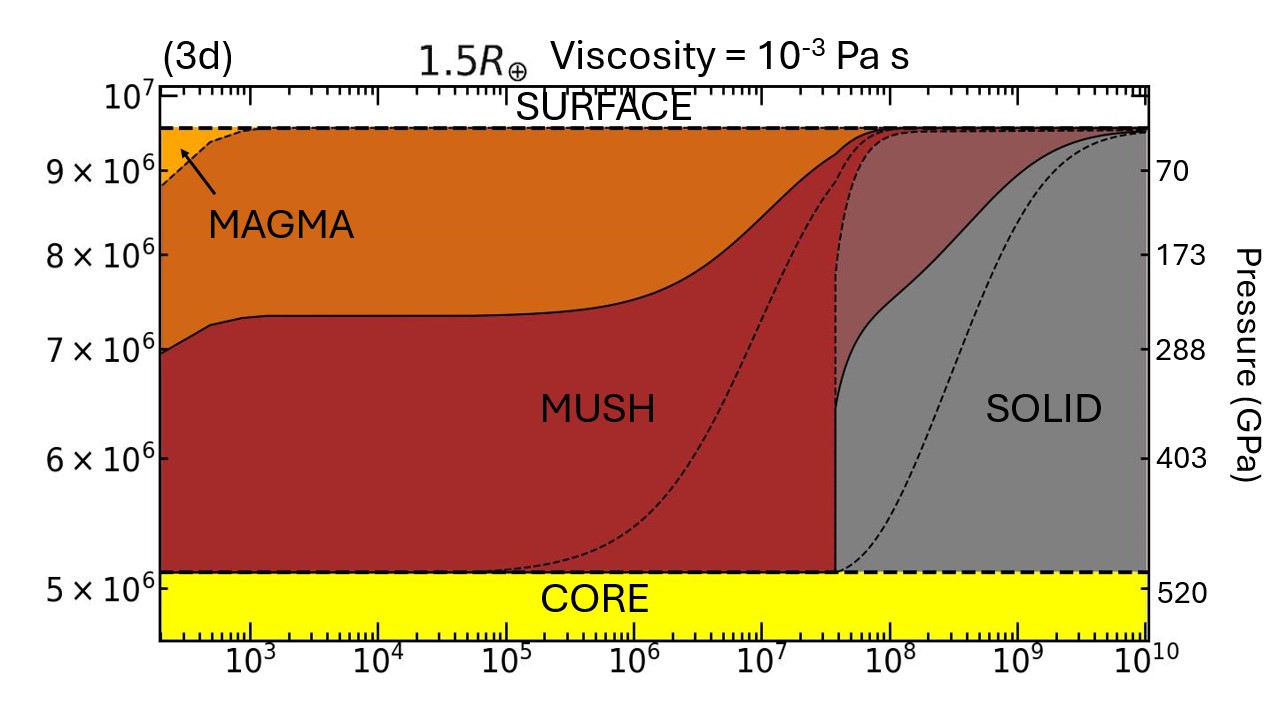 (3d) 1.5R⊕ Viscosity = 10⁻³ Pa s
10⁷
SURFACE
9 × 10⁶
70
MAGMA
8 × 10⁶
173
7 × 10⁶
288
MUSH
SOLID
6 × 10⁶
403
5 × 10⁶
CORE
520
Pressure (GPa)
10³ 10⁴ 10⁵ 10⁶ 10⁷ 10⁸ 10⁹ 10¹⁰